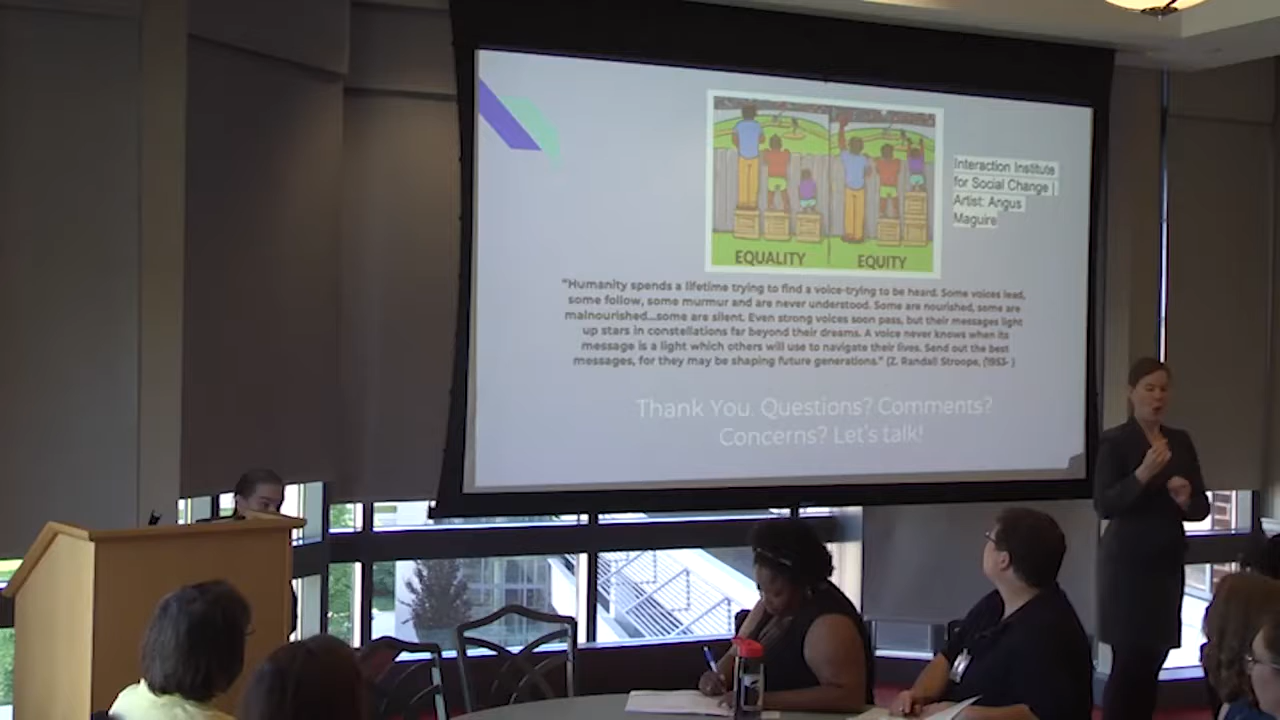 Interaction Institute
for Social Change |
Artist: Angus
Maguire
EQUALITY
EQUITY
"Humanity spends a lifetime trying to find a voice-trying to be heard. Some voices lead,
some follow, some murmur and are never understood. Some are nourished, some are
malnourished...some are silent. Even strong voices soon pass, but their messages light
up stars in constellations far beyond their dreams. A voice never knows when its
message is a light which others will use to navigate their lives. Send out the best
messages, for they may be shaping future generations." (Z. Randall Stroope, (1953- )
Thank You. Questions? Comments?
Concerns? Let's talk!